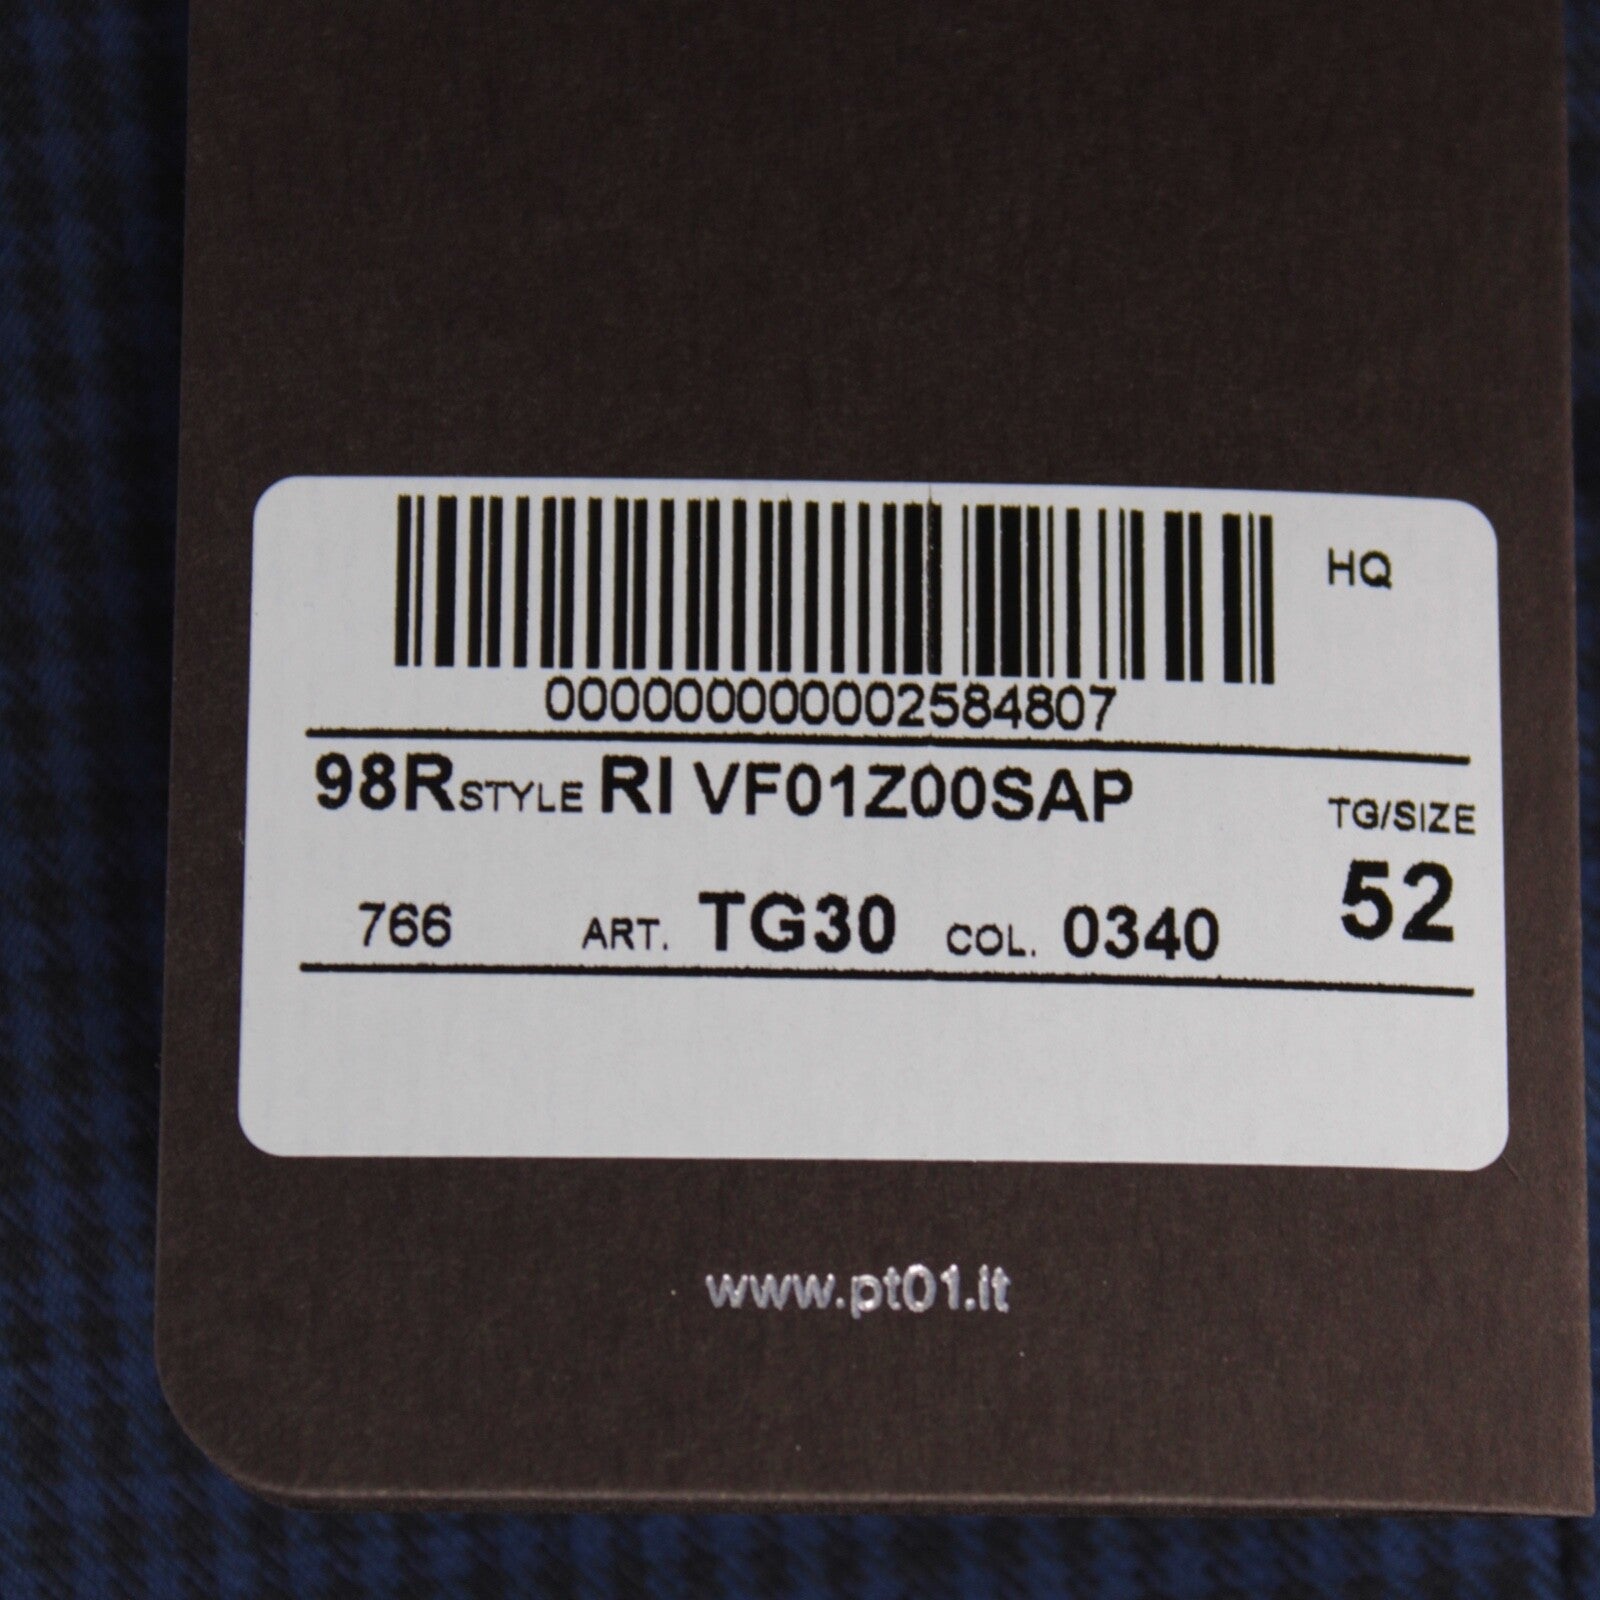 HQ
0000000000002584807
98R STYLE RI VF01Z00SAP
TG/SIZE
766 ART. TG30 COL. 0340 52
www.pt01.it